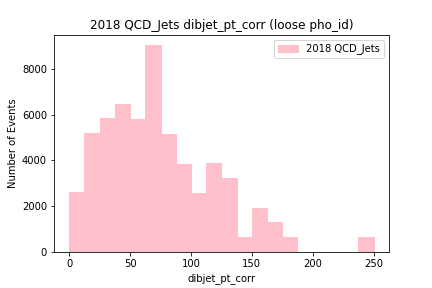 2018 QCD_Jets dibjet_pt_corr (loose pho_id)
2018 QCD_Jets
Number of Events
8000
6000
4000
2000
0
0 50 100 150 200 250
dibjet_pt_corr